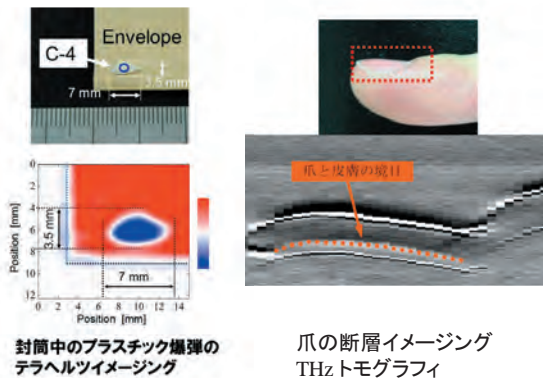 Envelope
C-4
3.5 mm
7 mm
爪と皮膚の境目
0
2
4
6
8
10
12
Position [mm]
3.5 mm
7 mm
0 2 4 6 8 10 12 14
Position [mm]
封筒中のプラスチック爆弾の
テラヘルツイメージング
爪の断層イメージング
THz トモグラフィ